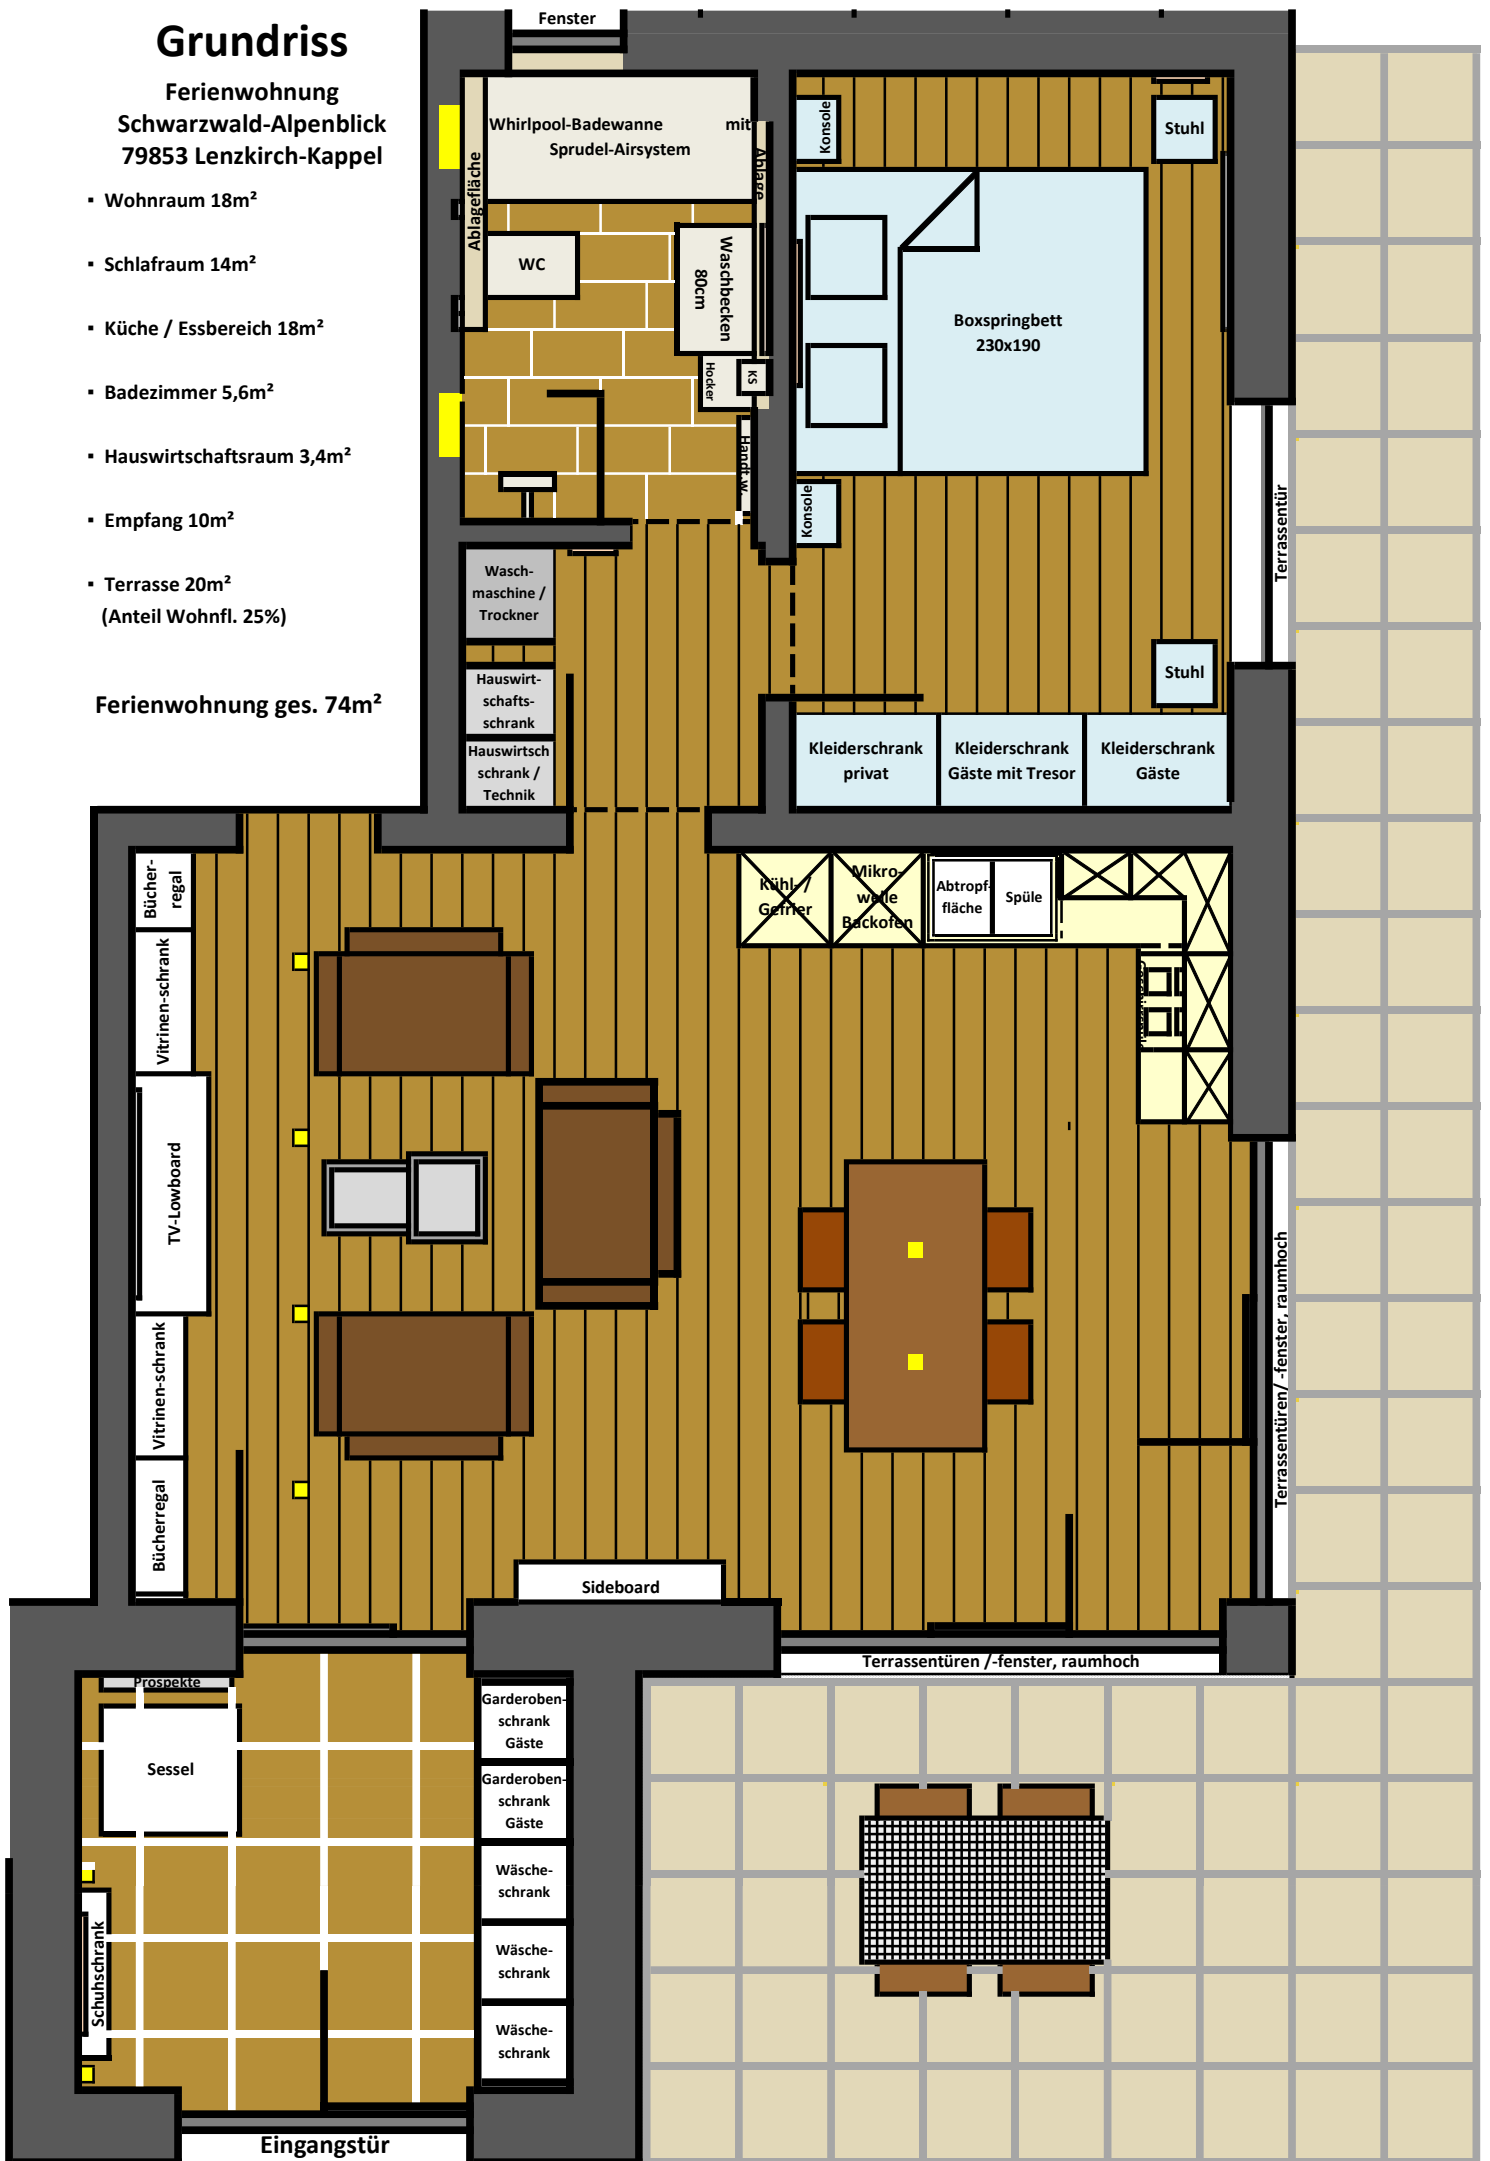 Grundriss
Ferienwohnung
Schwarzwald-Alpenblick
79853 Lenzkirch-Kappel
▪ Wohnraum 18m²
▪ Schlafraum 14m²
▪ Küche / Essbereich 18m²
▪ Badezimmer 5,6m²
▪ Hauswirtschaftsraum 3,4m²
▪ Empfang 10m²
▪ Terrasse 20m²
(Anteil Wohnfl. 25%)
Ferienwohnung ges. 74m²
Fenster
Whirlpool-Badewanne mit
Sprudel-Airsystem
Ablagefläche
Ablage
WC
Waschbecken
80cm
Hocker
KS
Handt.w.
Konsole
Stuhl
Boxspringbett
230x190
Konsole
Stuhl
Terrassentür
Kleiderschrank
privat
Kleiderschrank
Gäste mit Tresor
Kleiderschrank
Gäste
Wasch-
maschine /
Trockner
Hauswirt-
schafts-
schrank
Hauswirtsch
schrank /
Technik
Bücher-
regal
Vitrinen-schrank
TV-Lowboard
Vitrinen-schrank
Bücherregal
Kühl- /
Gefrier
Mikro-
welle
Backofen
Abtropf-
fläche
Spüle
Terrassentüren/ -fenster, raumhoch
Sideboard
Terrassentüren /-fenster, raumhoch
Prospekte
Sessel
Schuhschrank
Garderoben-
schrank
Gäste
Garderoben-
schrank
Gäste
Wäsche-
schrank
Wäsche-
schrank
Wäsche-
schrank
Eingangstür